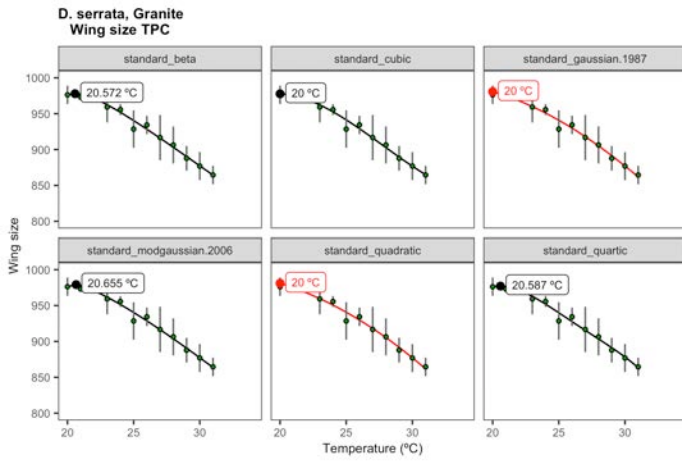 D. serrata, Granite
Wing size TPC
standard_beta
standard_cubic
standard_gaussian.1987
1000
950
900
850
800
20.572 ºC
20 ºC
20 ºC
Wing size
standard_modgaussian.2006
standard_quadratic
standard_quartic
1000
950
900
850
800
20.655 ºC
20 ºC
20.587 ºC
20
25
30
20
25
30
20
25
30
Temperature (ºC)